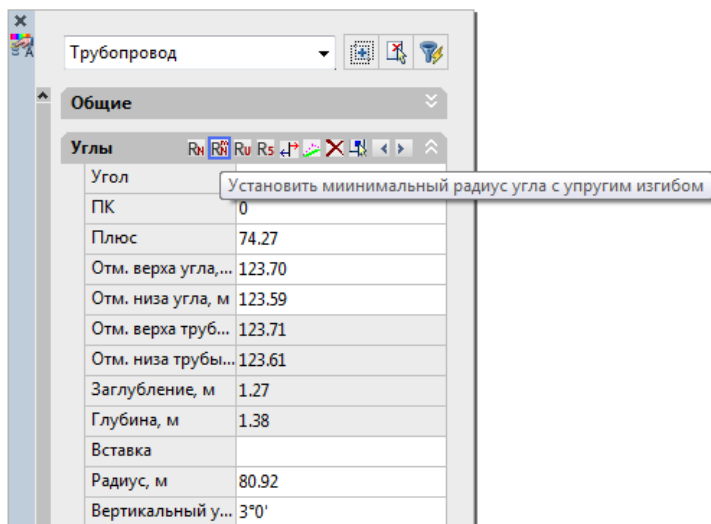 Трубопровод
Общие
Углы
Угол
Установить миинимальный радиус угла с упругим изгибом
ПК 0
Плюс 74.27
Отм. верха угла,... 123.70
Отм. низа угла, м 123.59
Отм. верха труб... 123.71
Отм. низа трубы... 123.61
Заглубление, м 1.27
Глубина, м 1.38
Вставка
Радиус, м 80.92
Вертикальный у... 3°0'